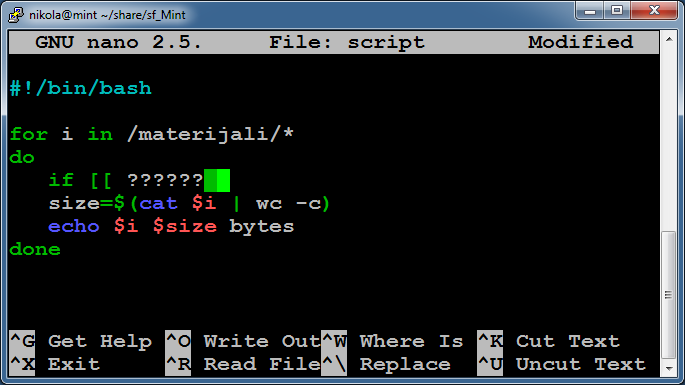 nikola@mint ~/share/sf_Mint
GNU nano 2.5. File: script Modified
#!/bin/bash
for i in /materijali/*
do
if [[ ??????
size=$(cat $i | wc -c)
echo $i $size bytes
done
^G Get Help ^O Write Out ^W Where Is ^K Cut Text
^X Exit ^R Read File ^\ Replace ^U Uncut Text